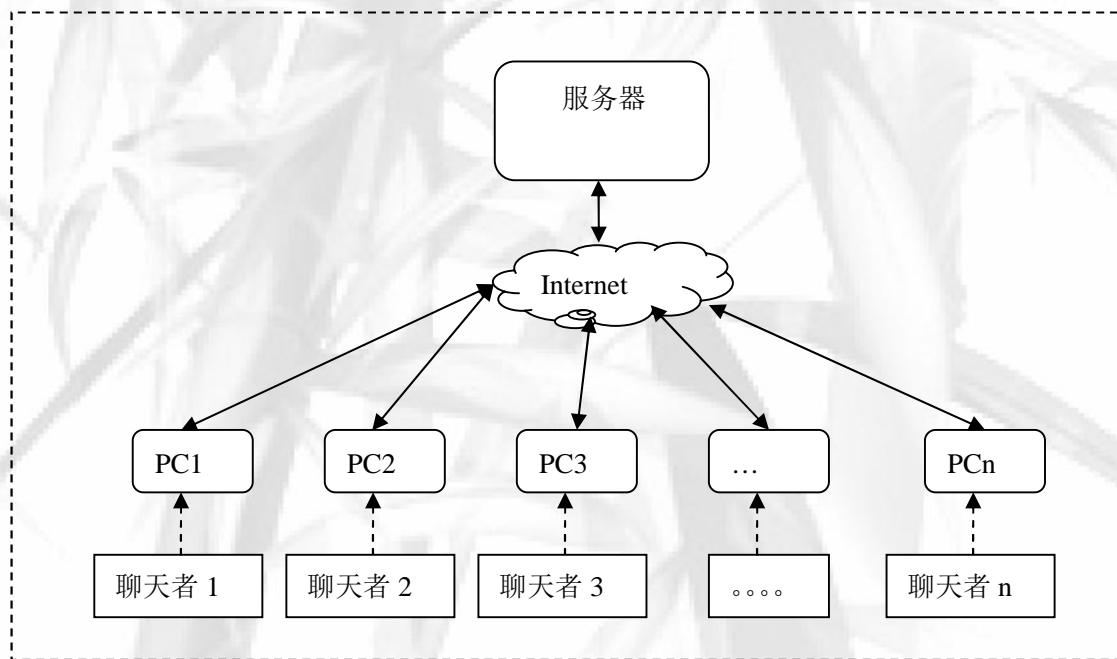 服务器
Internet
PC1 PC2 PC3 … PCn
聊天者 1 聊天者 2 聊天者 3 。。。。 聊天者 n